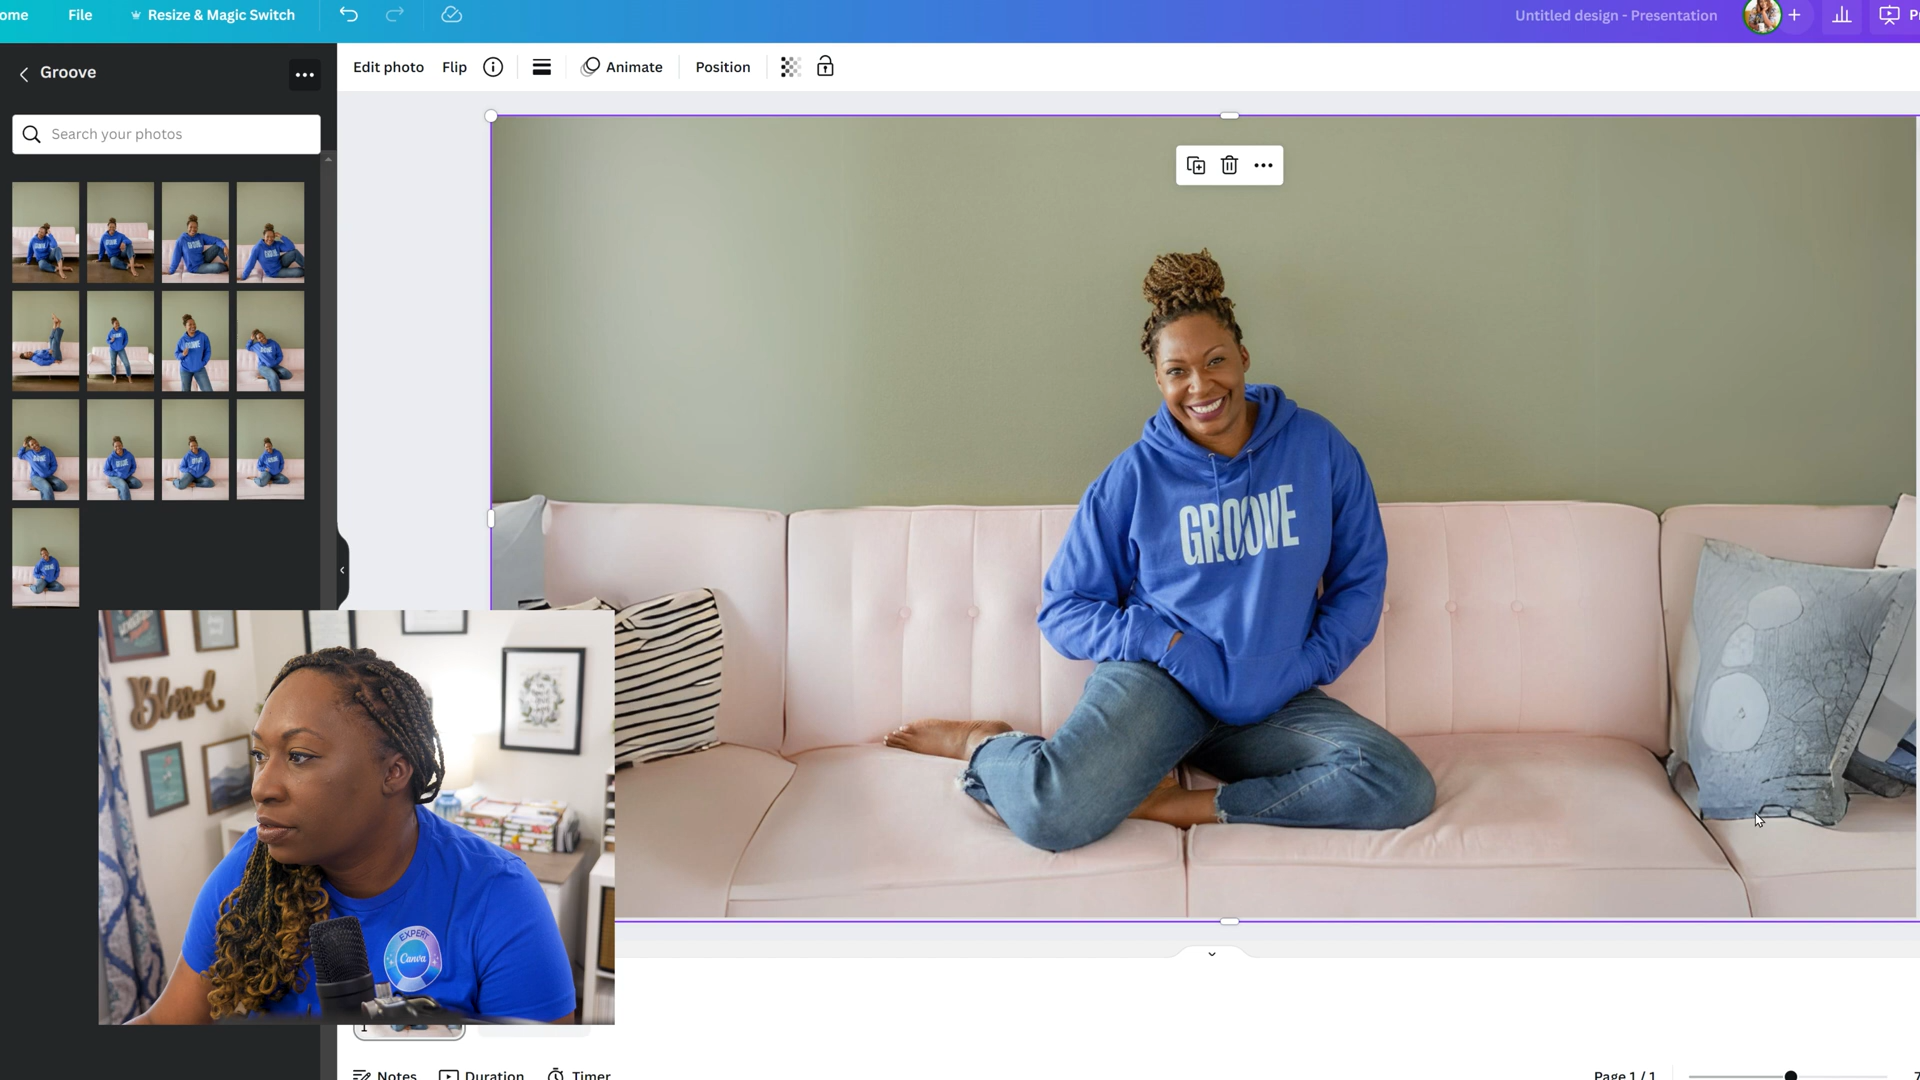 ome File Resize & Magic Switch Untitled design - Presentation
Groove
Edit photo Flip Animate Position
Search your photos
GROOVE
Blessed
EXPERT
Canva
1
Notes Duration Timer Page 1 / 1